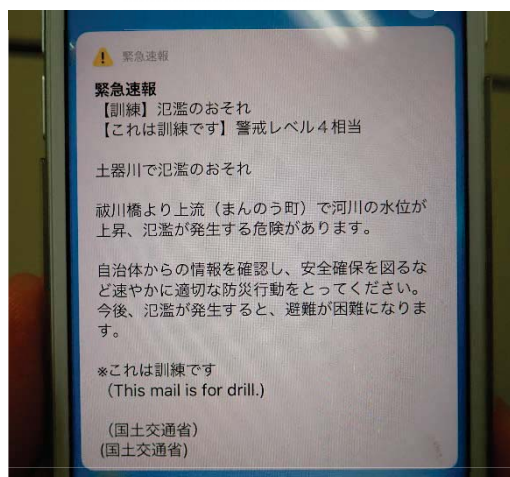 緊急速報
緊急速報
【訓練】氾濫のおそれ
【これは訓練です】警戒レベル4相当
土器川で氾濫のおそれ
祓川橋より上流（まんのう町）で河川の水位が
上昇、氾濫が発生する危険があります。
自治体からの情報を確認し、安全確保を図るな
ど速やかに適切な防災行動をとってください。
今後、氾濫が発生すると、避難が困難になりま
す。
※これは訓練です
（This mail is for drill.)
（国土交通省）
(国土交通省)